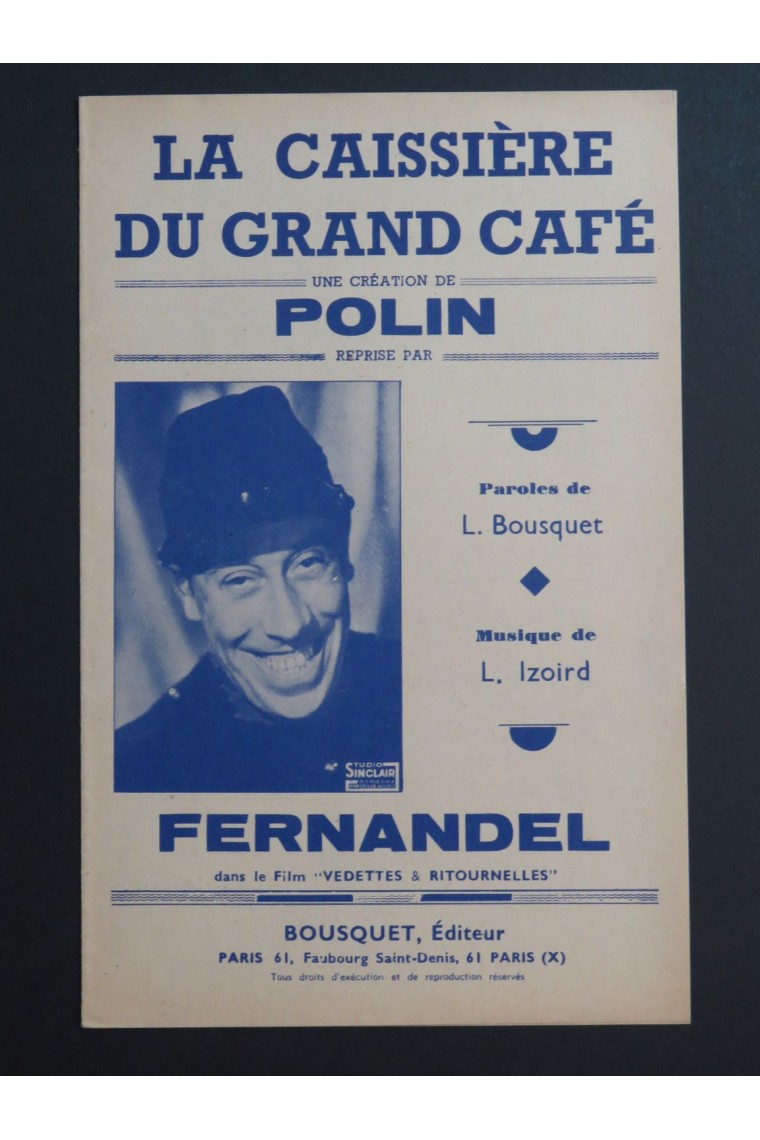 LA CAISSIÈRE
DU GRAND CAFÉ
UNE CRÉATION DE
POLIN
REPRISE PAR
Paroles de
L. Bousquet
Musique de
L. Izoird
STUDIO
SINCLAIR
FERNANDEL
dans le Film "VEDETTES & RITOURNELLES"
BOUSQUET, Éditeur
PARIS 61, Faubourg Saint-Denis, 61 PARIS (X)
Tous droits d'exécution et de reproduction réservés